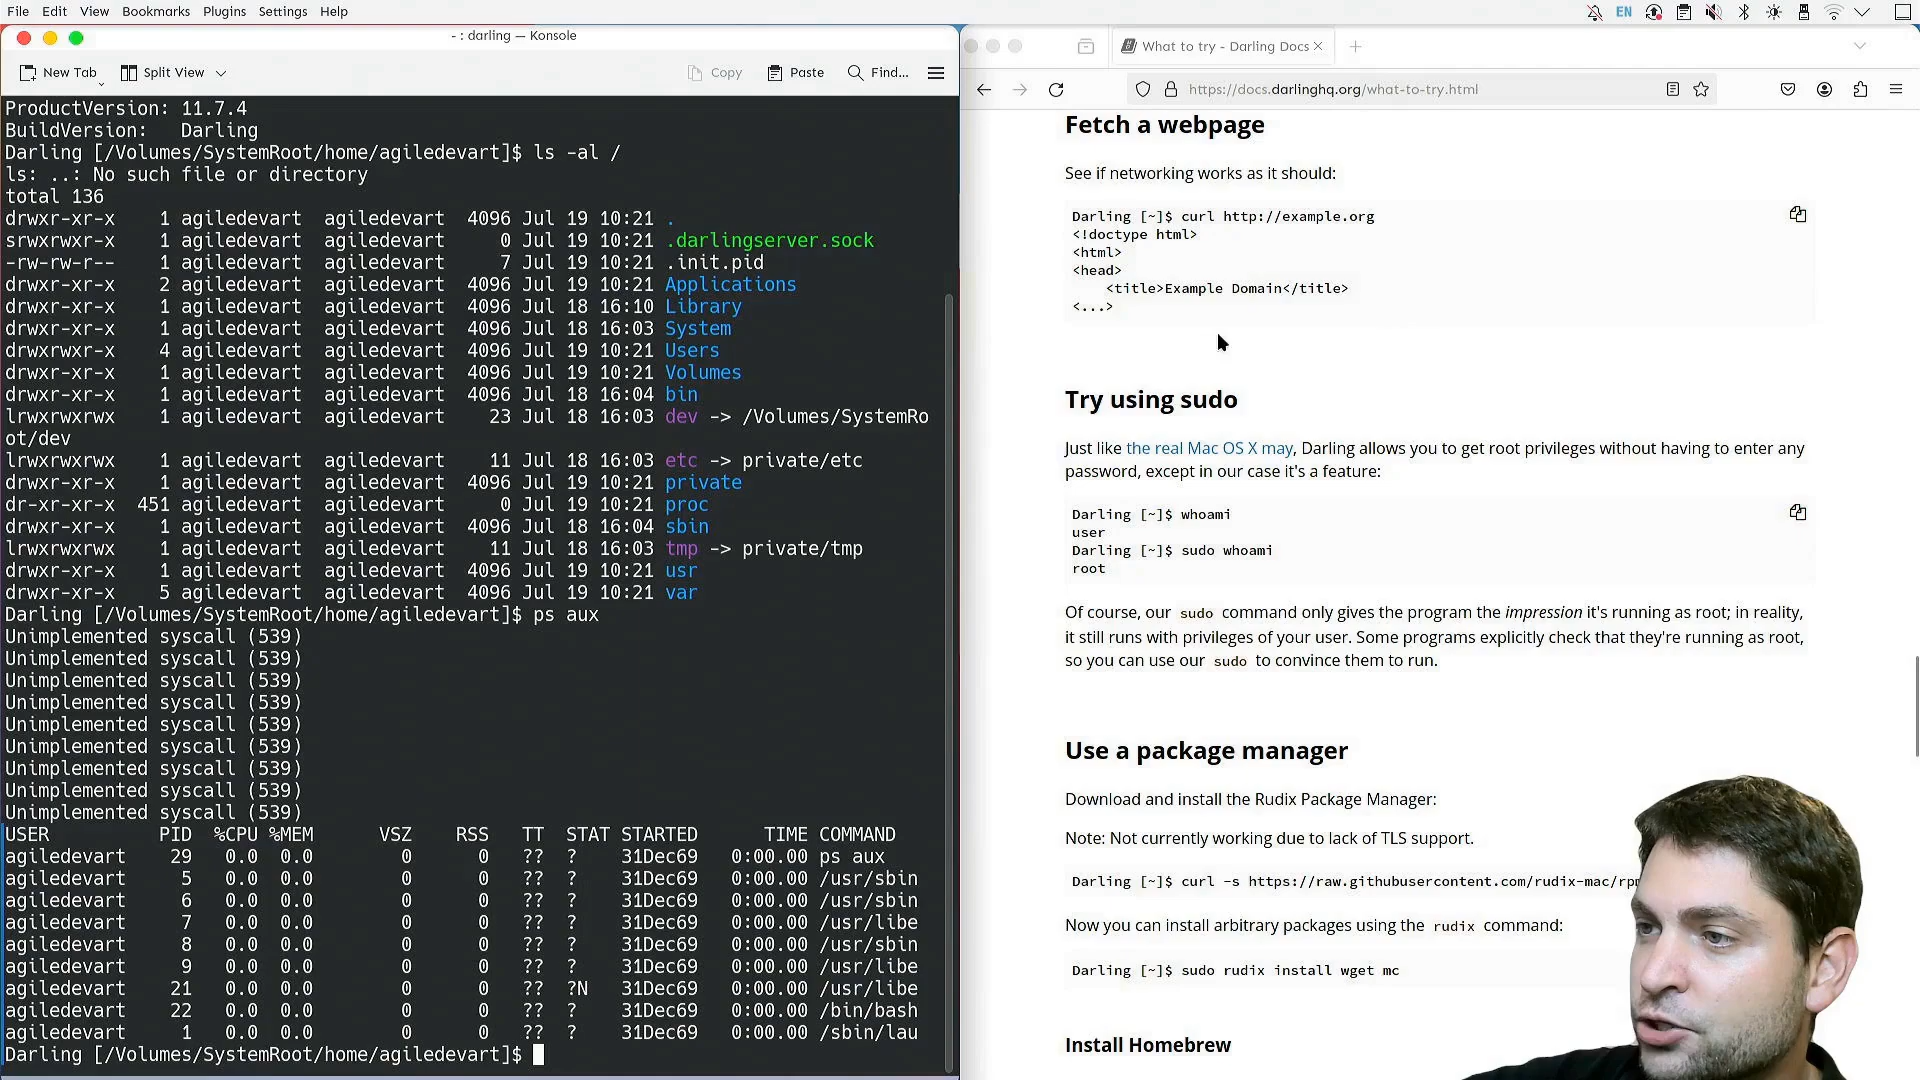 File Edit View Bookmarks Plugins Settings Help
EN
- : darling — Konsole
New Tab
Split View
Copy
Paste
Find...
ProductVersion: 11.7.4
BuildVersion:   Darling
Darling [/Volumes/SystemRoot/home/agiledevart]$ ls -al /
ls: ..: No such file or directory
total 136
drwxr-xr-x    1 agiledevart  agiledevart  4096 Jul 19 10:21 .
srwxrwxr-x    1 agiledevart  agiledevart     0 Jul 19 10:21 .darlingserver.sock
-rw-rw-r--    1 agiledevart  agiledevart     7 Jul 19 10:21 .init.pid
drwxr-xr-x    2 agiledevart  agiledevart  4096 Jul 19 10:21 Applications
drwxr-xr-x    1 agiledevart  agiledevart  4096 Jul 18 16:10 Library
drwxr-xr-x    1 agiledevart  agiledevart  4096 Jul 18 16:03 System
drwxrwxr-x    4 agiledevart  agiledevart  4096 Jul 19 10:21 Users
drwxr-xr-x    1 agiledevart  agiledevart  4096 Jul 19 10:21 Volumes
drwxr-xr-x    1 agiledevart  agiledevart  4096 Jul 18 16:04 bin
lrwxrwxrwx    1 agiledevart  agiledevart    23 Jul 18 16:03 dev -> /Volumes/SystemRo
ot/dev
lrwxrwxrwx    1 agiledevart  agiledevart    11 Jul 18 16:03 etc -> private/etc
drwxr-xr-x    1 agiledevart  agiledevart  4096 Jul 19 10:21 private
dr-xr-xr-x  451 agiledevart  agiledevart     0 Jul 19 10:21 proc
drwxr-xr-x    1 agiledevart  agiledevart  4096 Jul 18 16:04 sbin
lrwxrwxrwx    1 agiledevart  agiledevart    11 Jul 18 16:03 tmp -> private/tmp
drwxr-xr-x    1 agiledevart  agiledevart  4096 Jul 19 10:21 usr
drwxr-xr-x    5 agiledevart  agiledevart  4096 Jul 19 10:21 var
Darling [/Volumes/SystemRoot/home/agiledevart]$ ps aux
Unimplemented syscall (539)
Unimplemented syscall (539)
Unimplemented syscall (539)
Unimplemented syscall (539)
Unimplemented syscall (539)
Unimplemented syscall (539)
Unimplemented syscall (539)
Unimplemented syscall (539)
Unimplemented syscall (539)
USER          PID  %CPU %MEM      VSZ    RSS   TT  STAT STARTED      TIME COMMAND
agiledevart    29   0.0  0.0        0      0   ??  ?    31Dec69   0:00.00 ps aux
agiledevart     5   0.0  0.0        0      0   ??  ?    31Dec69   0:00.00 /usr/sbin
agiledevart     6   0.0  0.0        0      0   ??  ?    31Dec69   0:00.00 /usr/sbin
agiledevart     7   0.0  0.0        0      0   ??  ?    31Dec69   0:00.00 /usr/libe
agiledevart     8   0.0  0.0        0      0   ??  ?    31Dec69   0:00.00 /usr/sbin
agiledevart     9   0.0  0.0        0      0   ??  ?    31Dec69   0:00.00 /usr/libe
agiledevart    21   0.0  0.0        0      0   ??  ?N   31Dec69   0:00.00 /usr/libe
agiledevart    22   0.0  0.0        0      0   ??  ?    31Dec69   0:00.00 /bin/bash
agiledevart     1   0.0  0.0        0      0   ??  ?    31Dec69   0:00.00 /sbin/lau
Darling [/Volumes/SystemRoot/home/agiledevart]$
What to try - Darling Docs
https://docs.darlinghq.org/what-to-try.html
Fetch a webpage
See if networking works as it should:
Darling [~]$ curl http://example.org
<!doctype html>
<html>
<head>
    <title>Example Domain</title>
<...>
Try using sudo
Just like the real Mac OS X may, Darling allows you to get root privileges without having to enter any
password, except in our case it's a feature:
Darling [~]$ whoami
user
Darling [~]$ sudo whoami
root
Of course, our sudo command only gives the program the impression it's running as root; in reality,
it still runs with privileges of your user. Some programs explicitly check that they're running as root,
so you can use our sudo to convince them to run.
Use a package manager
Download and install the Rudix Package Manager:
Note: Not currently working due to lack of TLS support.
Darling [~]$ curl -s https://raw.githubusercontent.com/rudix-mac/rpm
Now you can install arbitrary packages using the rudix command:
Darling [~]$ sudo rudix install wget mc
Install Homebrew